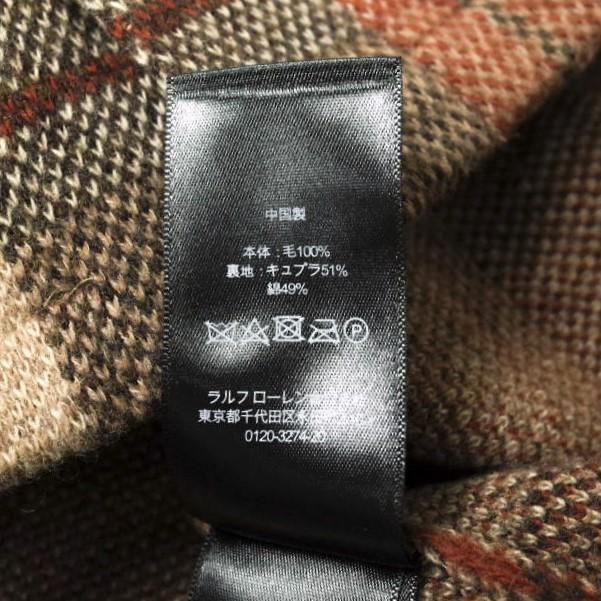 中国製
本体 : 毛100%
裏地 : キュプラ51%
綿49%
P
ラルフ ローレン
東京都千代田区
0120-3274-20